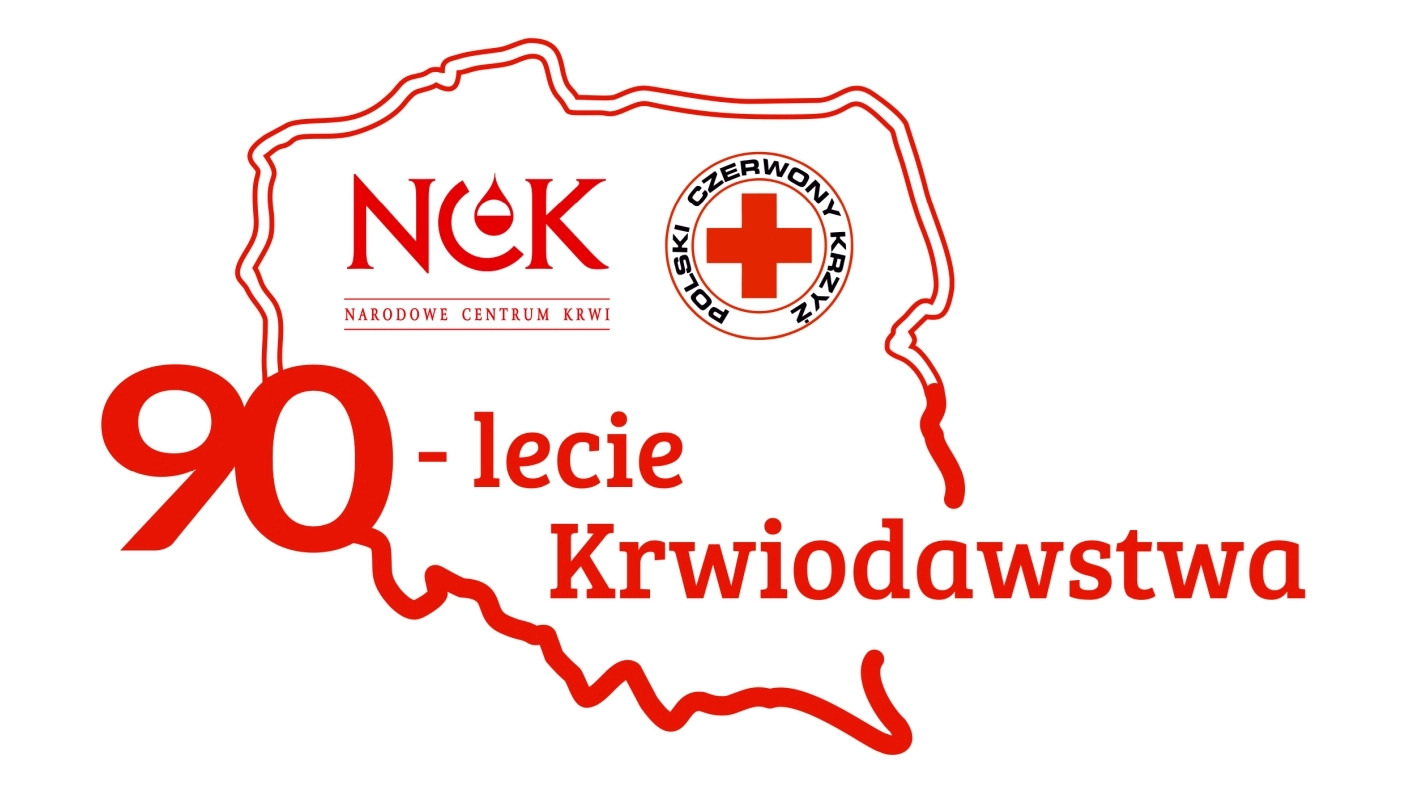 NCK
NARODOWE CENTRUM KRWI
POLSKI CZERWONY KRZYŻ
90 - lecie
Krwiodawstwa